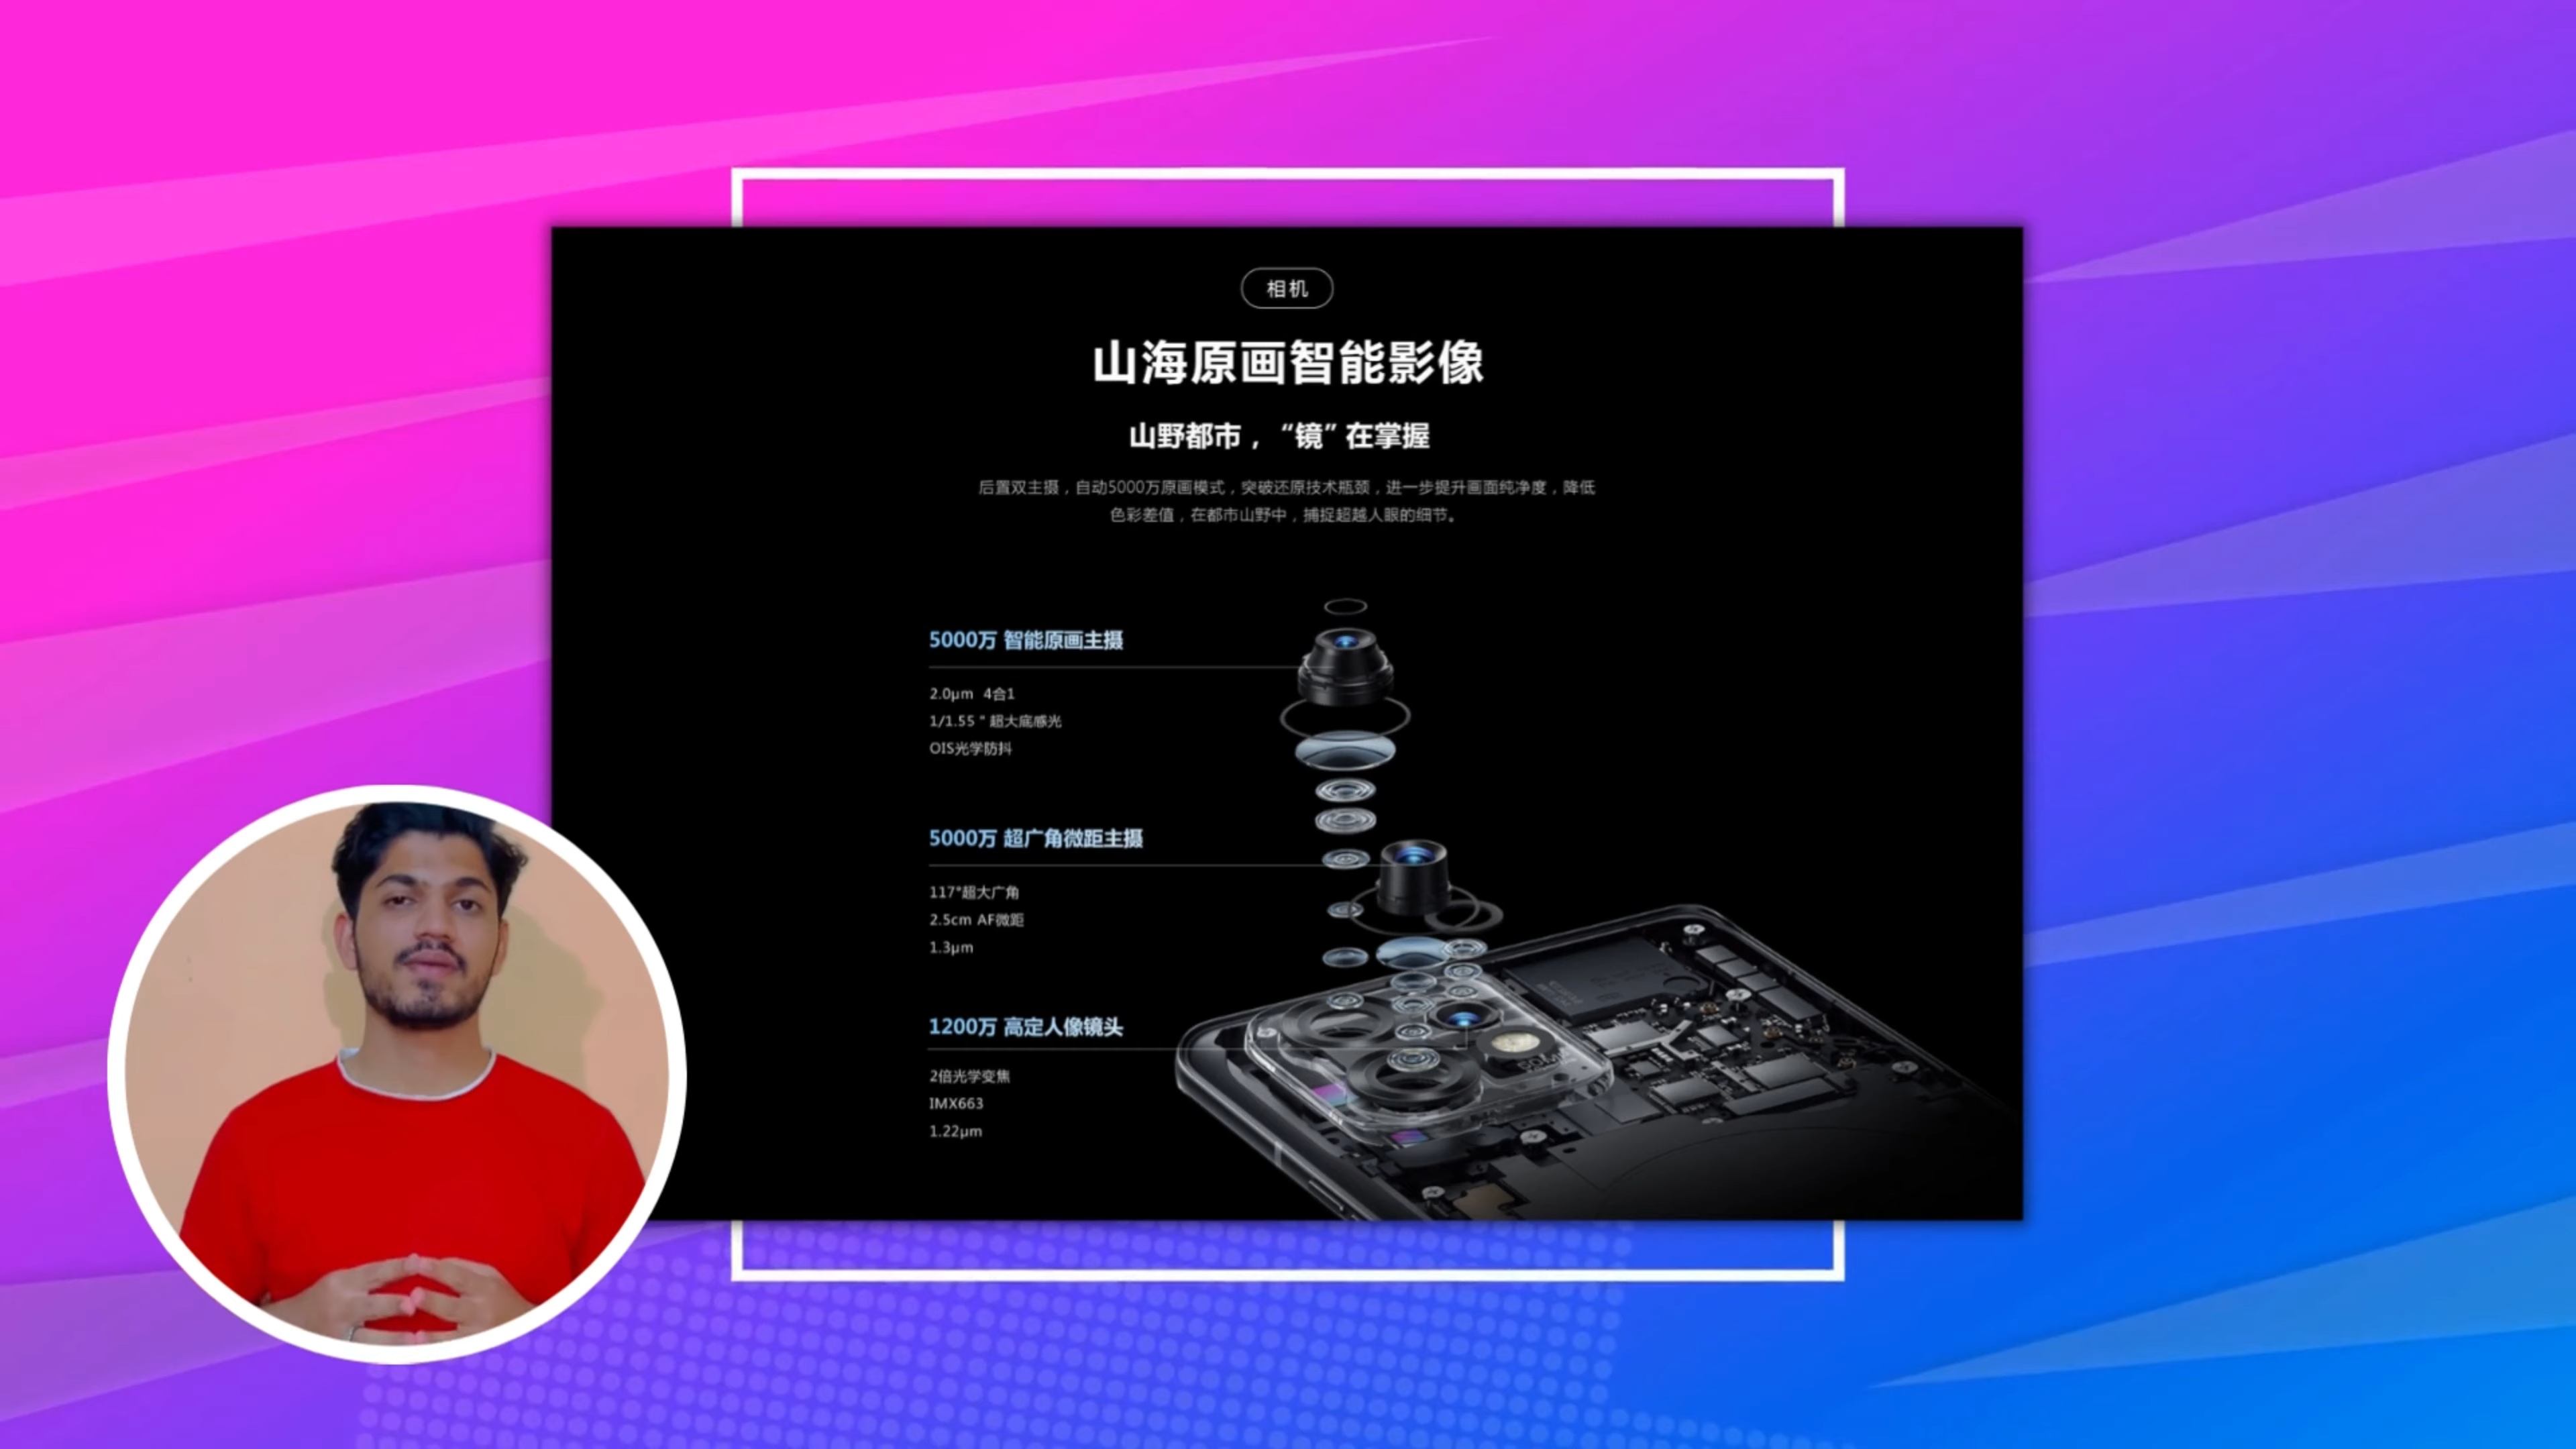 相机
山海原画智能影像
山野都市，“镜”在掌握
后置双主摄，自动5000万原画模式，突破还原技术瓶颈，进一步提升画面纯净度，降低
色彩差值，在都市山野中，捕捉超越人眼的细节。
5000万 智能原画主摄
2.0μm 4合1
1/1.55 " 超大底感光
OIS光学防抖
5000万 超广角微距主摄
117°超大广角
2.5cm AF微距
1.3μm
1200万 高定人像镜头
2倍光学变焦
IMX663
1.22μm